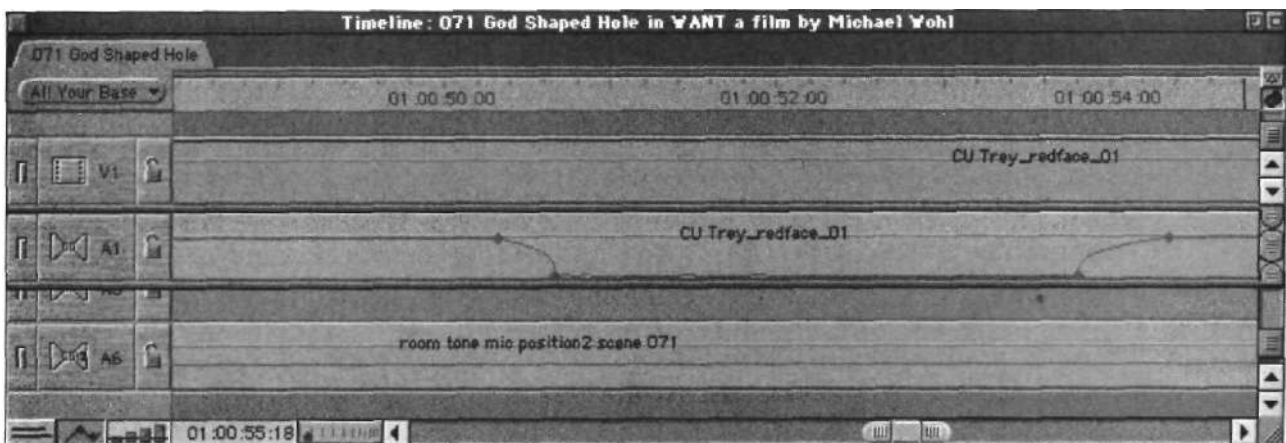 Timeline: 071 God Shaped Hole in WANT a film by Michael Wohl
071 God Shaped Hole
All Your Base
01:00:50:00 01:00:52:00 01:00:54:00
V1 CU Trey_redface_01
A1 CU Trey_redface_01
A6 room tone mic position2 scene 071
01:00:55:18